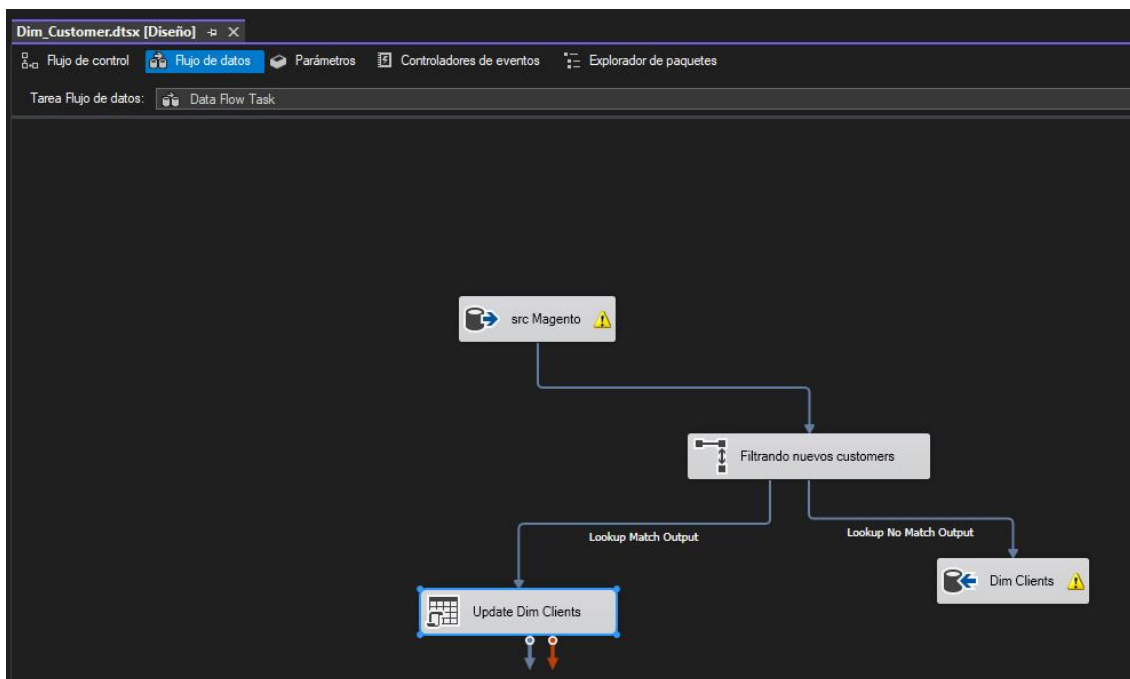 Dim_Customer.dtsx [Diseño]
Flujo de control Flujo de datos Parámetros Controladores de eventos Explorador de paquetes
Tarea Flujo de datos: Data Flow Task
src Magento
Filtrando nuevos customers
Lookup Match Output
Lookup No Match Output
Dim Clients
Update Dim Clients